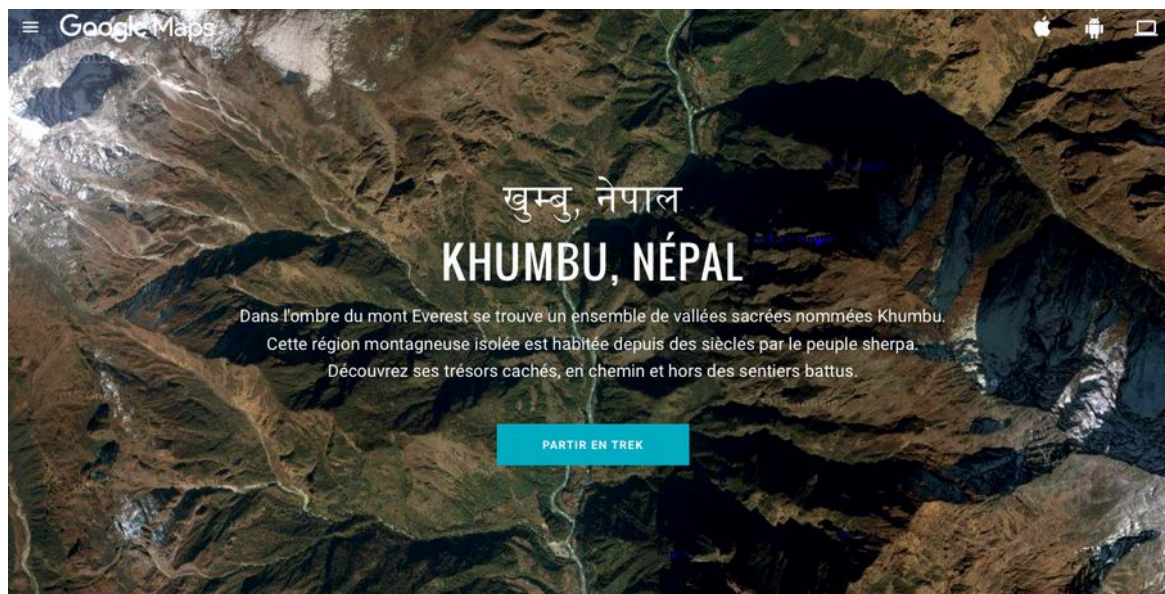 Google Maps
खुम्बु, नेपाल
KHUMBU, NÉPAL
Dans l'ombre du mont Everest se trouve un ensemble de vallées sacrées nommées Khumbu.
Cette région montagneuse isolée est habitée depuis des siècles par le peuple sherpa.
Découvrez ses trésors cachés, en chemin et hors des sentiers battus.
PARTIR EN TREK